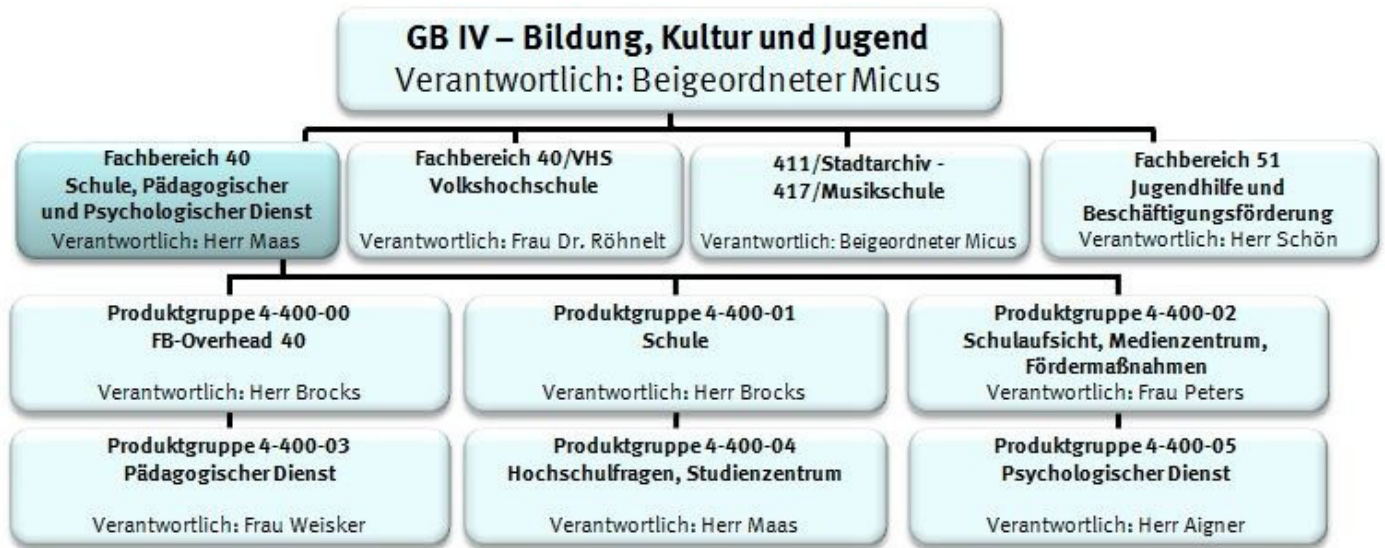 GB IV – Bildung, Kultur und Jugend
Verantwortlich: Beigeordneter Micus
Fachbereich 40
Schule, Pädagogischer
und Psychologischer Dienst
Verantwortlich: Herr Maas
Fachbereich 40/VHS
Volkshochschule
Verantwortlich: Frau Dr. Röhnelt
411/Stadtarchiv -
417/Musikschule
Verantwortlich: Beigeordneter Micus
Fachbereich 51
Jugendhilfe und
Beschäftigungsförderung
Verantwortlich: Herr Schön
Produktgruppe 4-400-00
FB-Overhead 40
Verantwortlich: Herr Brocks
Produktgruppe 4-400-01
Schule
Verantwortlich: Herr Brocks
Produktgruppe 4-400-02
Schulaufsicht, Medienzentrum,
Fördermaßnahmen
Verantwortlich: Frau Peters
Produktgruppe 4-400-03
Pädagogischer Dienst
Verantwortlich: Frau Weisker
Produktgruppe 4-400-04
Hochschulfragen, Studienzentrum
Verantwortlich: Herr Maas
Produktgruppe 4-400-05
Psychologischer Dienst
Verantwortlich: Herr Aigner